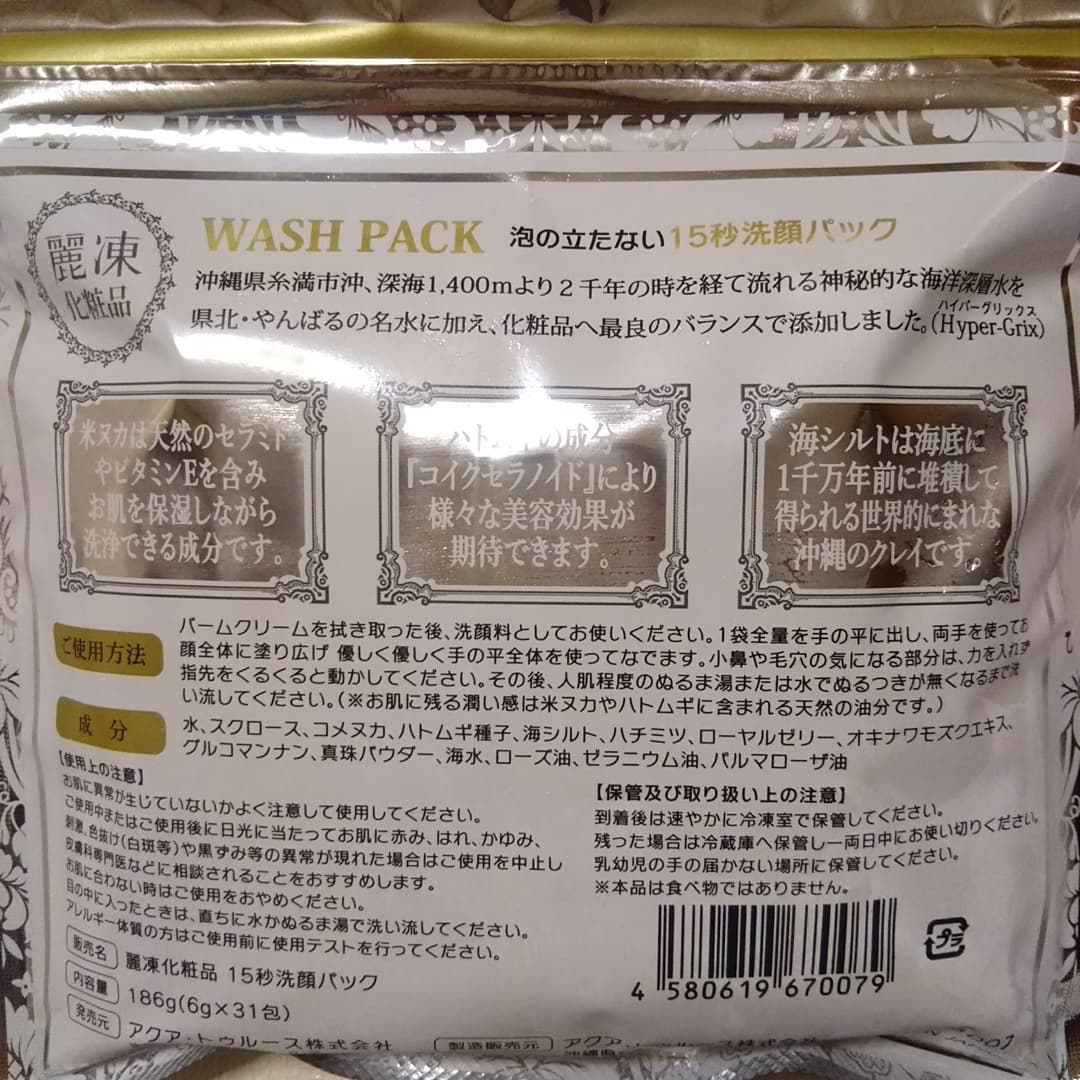 麗凍
化粧品
WASH PACK 泡の立たない15秒洗顔パック
沖縄県糸満市沖、深海1,400mより2千年の時を経て流れる神秘的な海洋深層水を
県北・やんばるの名水に加え、化粧品へ最良のバランスで添加しました。(Hyper-Grix)
ハイパーグリックス
米ヌカは天然のセラミド
やビタミンEを含み
お肌を保湿しながら
洗浄できる成分です。
ハトムギの成分
『コイクセラノイド』により
様々な美容効果が
期待できます。
海シルトは海底に
1千万年前に堆積して
得られる世界的にまれな
沖縄のクレイです。
ご使用方法
バームクリームを拭き取った後、洗顔料としてお使いください。1袋全量を手の平に出し、両手を使ってお
顔全体に塗り広げ 優しく優しく手の平全体を使ってなでます。小鼻や毛穴の気になる部分は、力を入れず
指先をくるくると動かしてください。その後、人肌程度のぬるま湯または水でぬるつきが無くなるまで洗
い流してください。(※お肌に残る潤い感は米ヌカやハトムギに含まれる天然の油分です。)
成分
水、スクロース、コメヌカ、ハトムギ種子、海シルト、ハチミツ、ローヤルゼリー、オキナワモズクエキス、
グルコマンナン、真珠パウダー、海水、ローズ油、ゼラニウム油、パルマローザ油
【使用上の注意】
お肌に異常が生じていないかよく注意して使用してください。
ご使用中またはご使用後に日光に当たってお肌に赤み、はれ、かゆみ、
刺激、色抜け(白斑等)や黒ずみ等の異常が現れた場合はご使用を中止し
皮膚科専門医などに相談されることをおすすめします。
お肌に合わない時はご使用をおやめください。
目の中に入ったときは、直ちに水かぬるま湯で洗い流してください。
アレルギー体質の方はご使用前に使用テストを行ってください。
【保管及び取り扱い上の注意】
到着後は速やかに冷凍室で保管してください。
残った場合は冷蔵庫へ保管し一両日中にお使い切りください。
乳幼児の手の届かない場所に保管してください。
※本品は食べ物ではありません。
販売名 麗凍化粧品 15秒洗顔パック
内容量 186g(6g×31包)
発売元 アクア・トゥルース株式会社
製造販売元 アクア・トゥルース株式会社
沖縄県
プラ
4 580619 670079